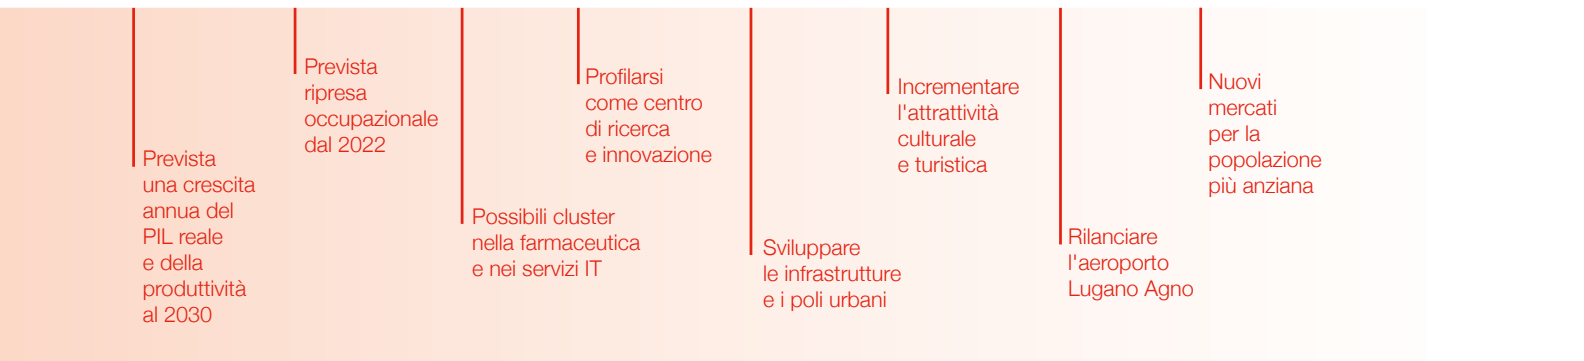 Prevista
una crescita
annua del
PIL reale
e della
produttività
al 2030
Prevista
ripresa
occupazionale
dal 2022
Possibili cluster
nella farmaceutica
e nei servizi IT
Profilarsi
come centro
di ricerca
e innovazione
Sviluppare
le infrastrutture
e i poli urbani
Incrementare
l'attrattività
culturale
e turistica
Rilanciare
l'aeroporto
Lugano Agno
Nuovi
mercati
per la
popolazione
più anziana